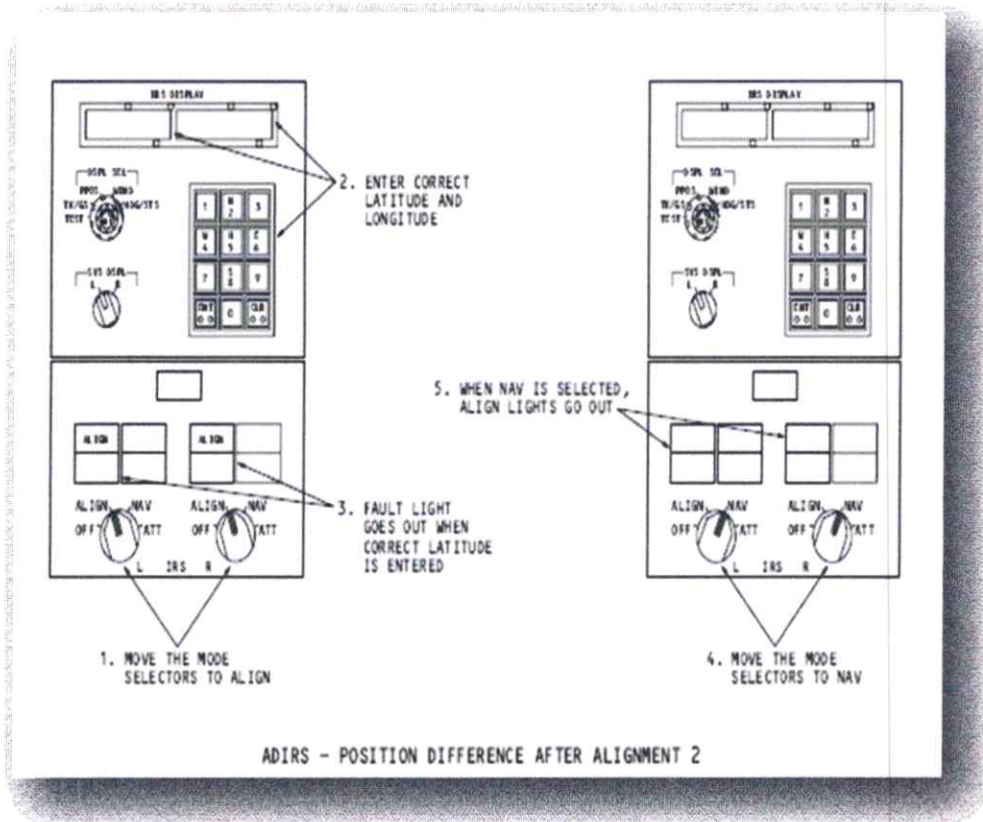 IRS DISPLAY
DSPL SEL
PPOS WIND
TK/GS HDG/STS
TEST
SYS DSPL
L R
1 N 2 3
W 4 H 5 E 6
7 S 8 9
ENT 0 CLR
2. ENTER CORRECT
LATITUDE AND
LONGITUDE
ALIGN ALIGN
ALIGN NAV ALIGN NAV
OFF ATT OFF ATT
L IRS R
3. FAULT LIGHT
GOES OUT WHEN
CORRECT LATITUDE
IS ENTERED
1. MOVE THE MODE
SELECTORS TO ALIGN
IRS DISPLAY
DSPL SEL
PPOS WIND
TK/GS HDG/STS
TEST
SYS DSPL
L R
1 N 2 3
W 4 H 5 E 6
7 S 8 9
ENT 0 CLR
5. WHEN NAV IS SELECTED,
ALIGN LIGHTS GO OUT
ALIGN NAV ALIGN NAV
OFF ATT OFF ATT
L IRS R
4. MOVE THE MODE
SELECTORS TO NAV
ADIRS - POSITION DIFFERENCE AFTER ALIGNMENT 2